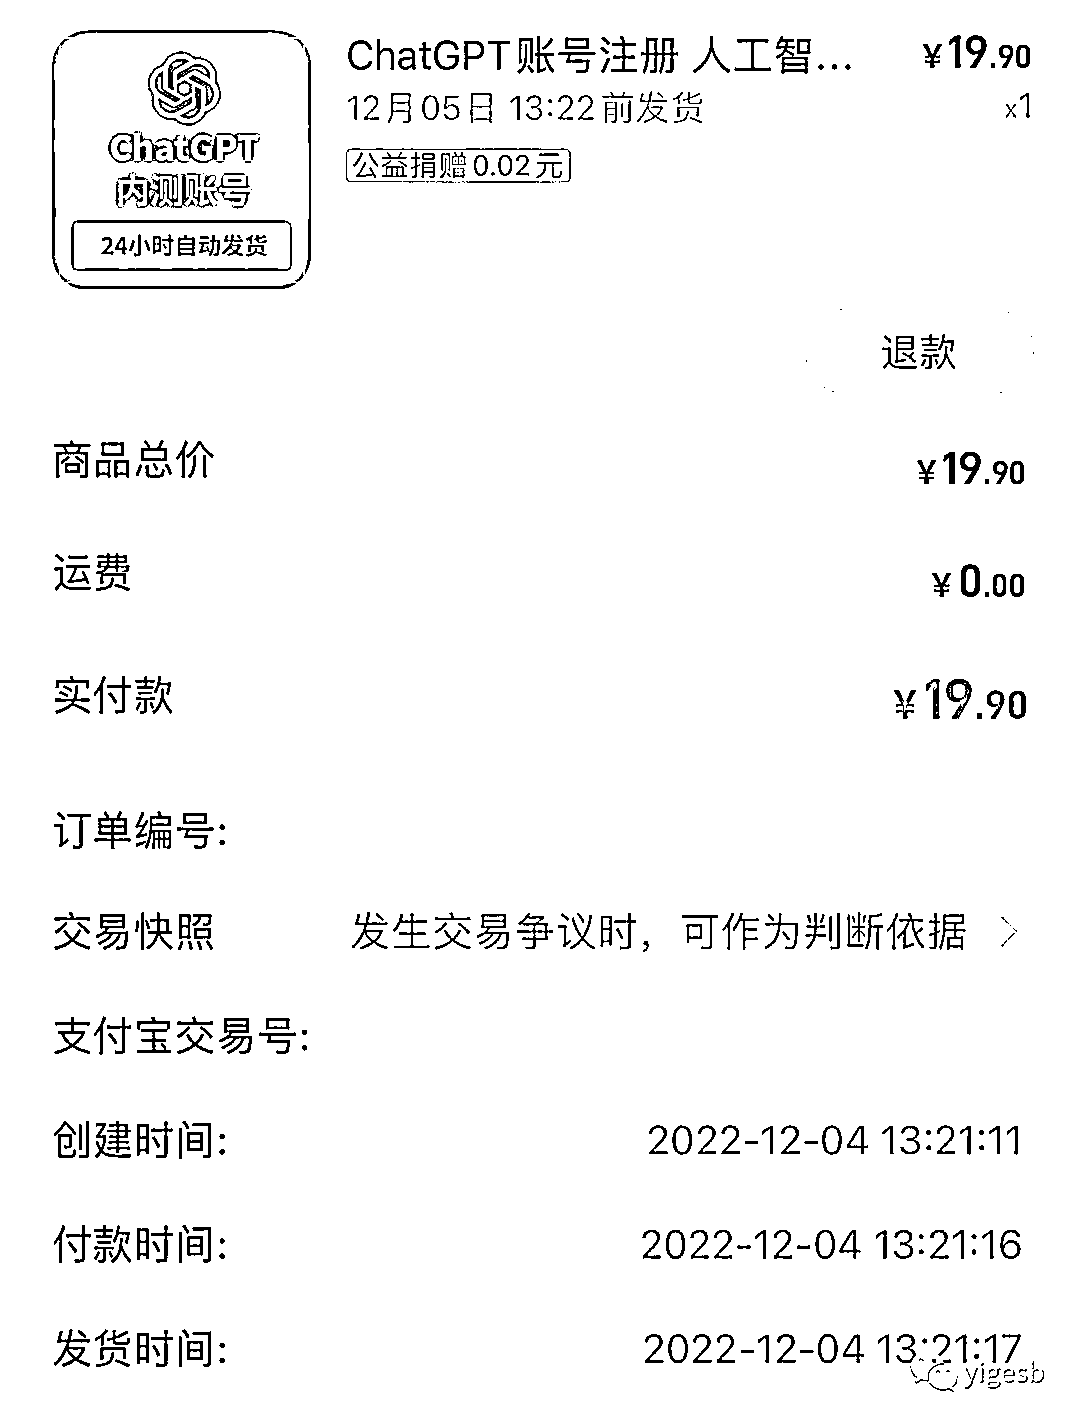 ChatGPT
内测账号
24小时自动发货
ChatGPT账号注册 人工智... ¥19.90
12月05日 13:22前发货 x1
公益捐赠0.02元
退款
商品总价 ¥19.90
运费 ¥0.00
实付款 ¥19.90
订单编号:
交易快照 发生交易争议时，可作为判断依据 >
支付宝交易号:
创建时间: 2022-12-04 13:21:11
付款时间: 2022-12-04 13:21:16
发货时间: 2022-12-04 13:21:17
yigesb